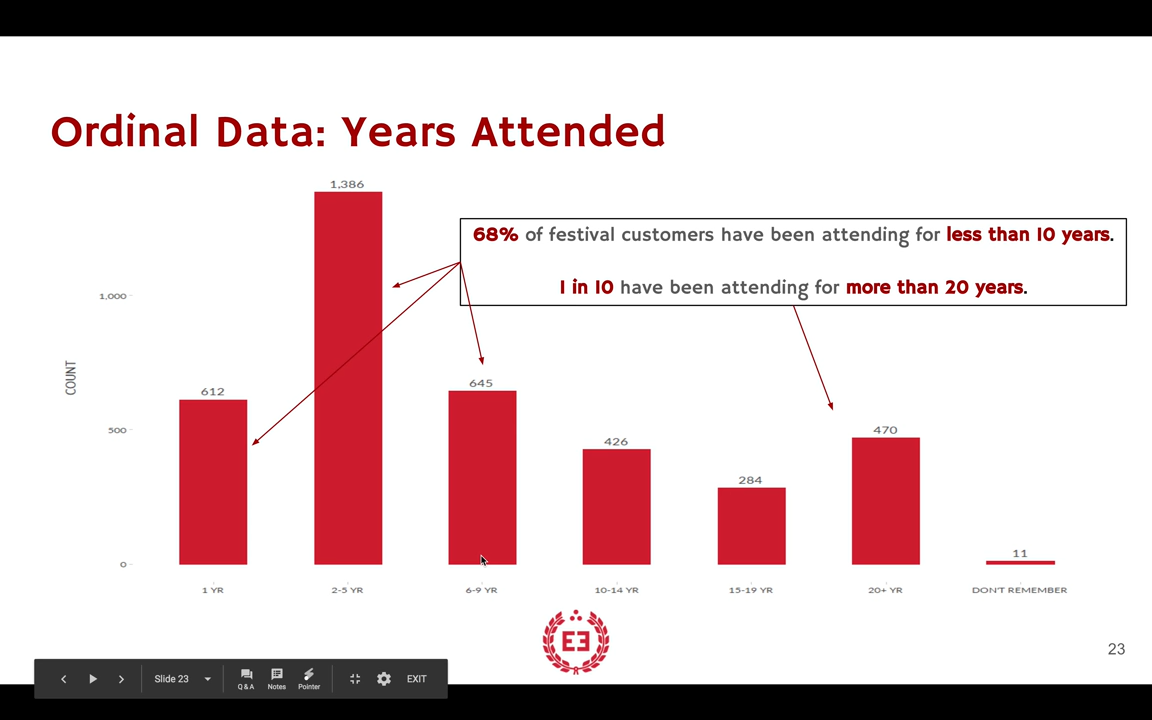 Ordinal Data: Years Attended
1,386
68% of festival customers have been attending for less than 10 years.
1 in 10 have been attending for more than 20 years.
1,000
COUNT
645
612
426
470
500
284
11
0
1 YR
2-5 YR
6-9 YR
10-14 YR
15-19 YR
20+ YR
DON'T REMEMBER
EE
23
Slide 23
Q & A
Notes
Pointer
EXIT